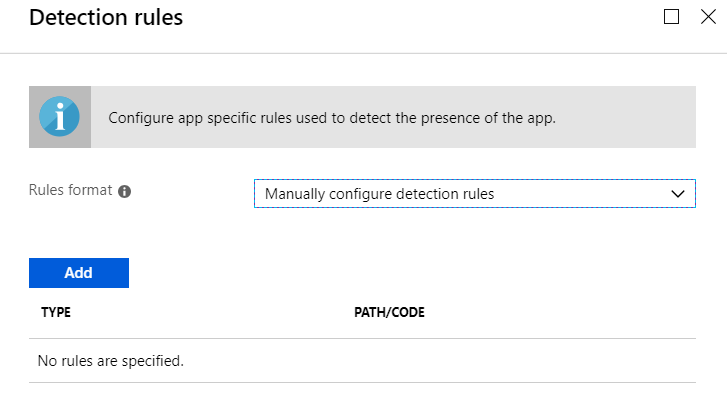 Detection rules
Configure app specific rules used to detect the presence of the app.
Rules format
Manually configure detection rules
Add
TYPE PATH/CODE
No rules are specified.